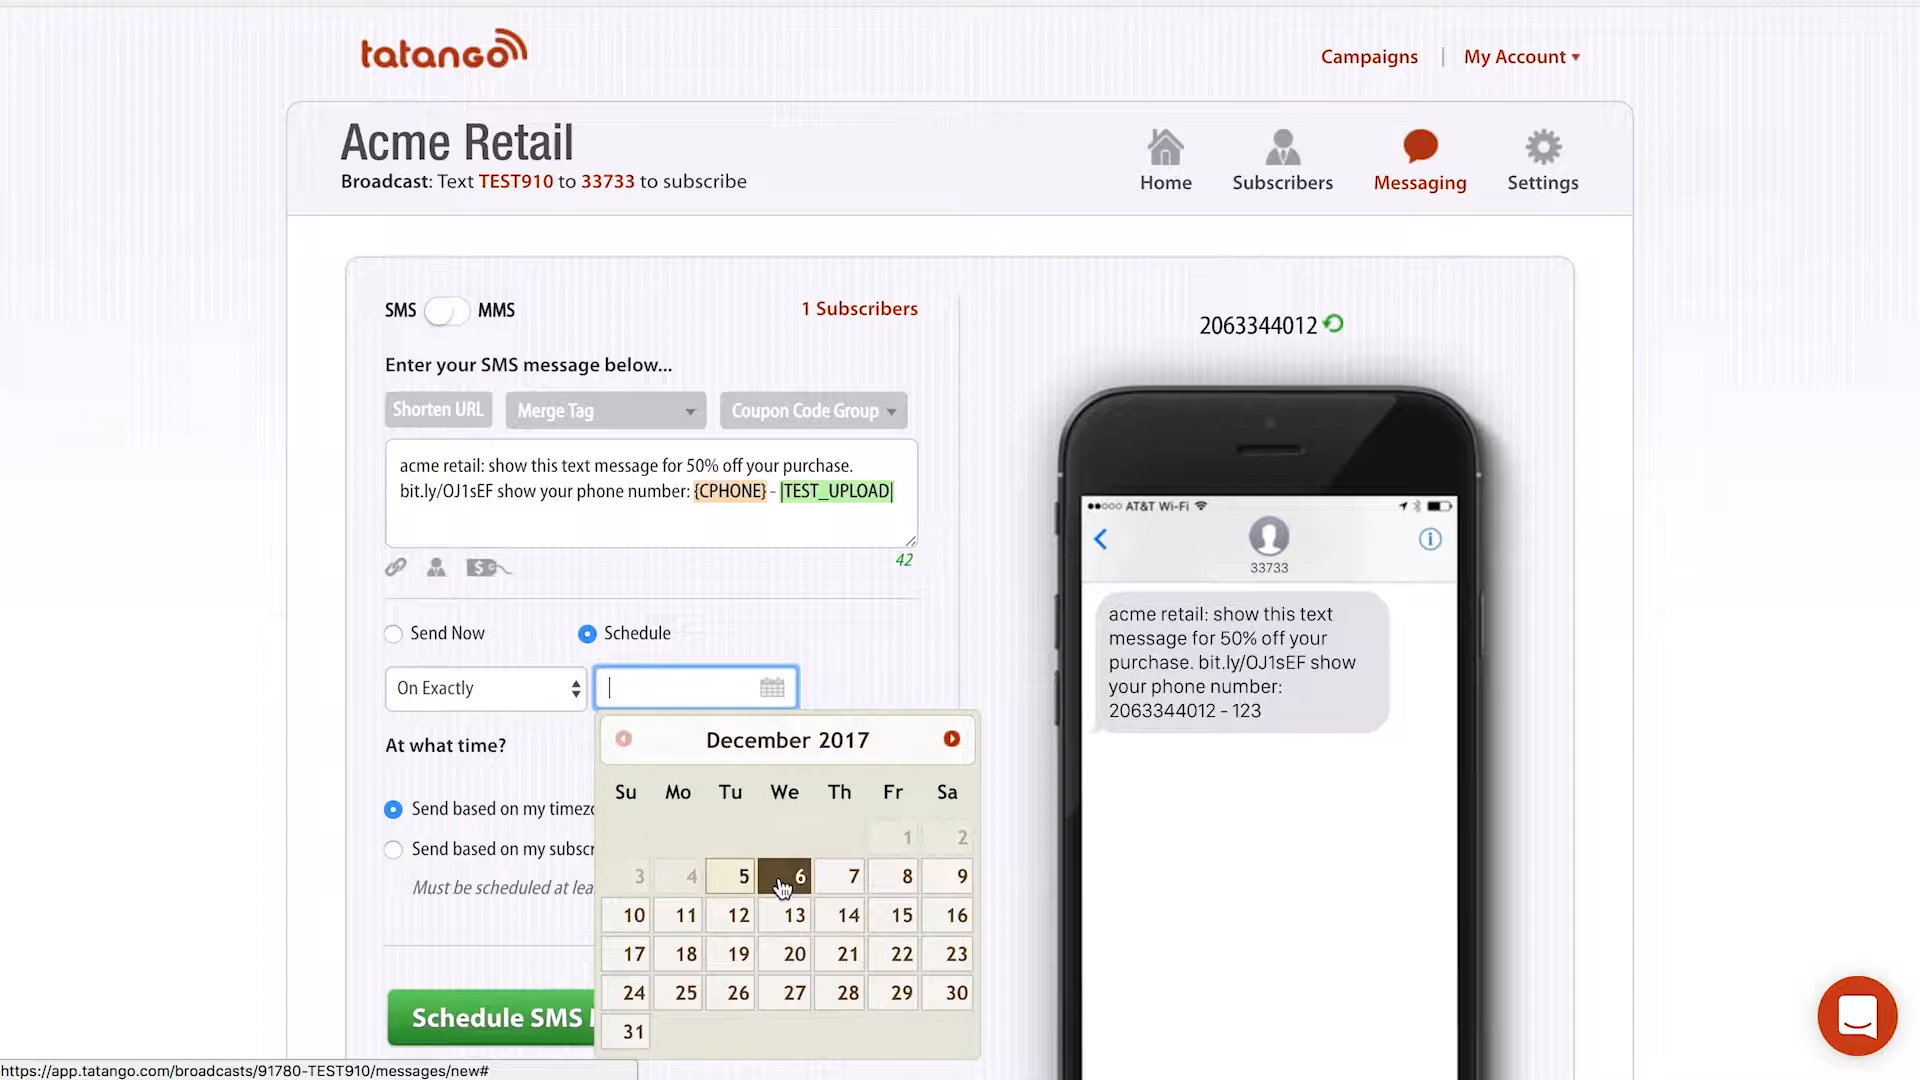 tatango
Campaigns
My Account
Acme Retail
Broadcast: Text TEST910 to 33733 to subscribe
Home
Subscribers
Messaging
Settings
SMS
MMS
1 Subscribers
Enter your SMS message below...
Shorten URL
Merge Tag
Coupon Code Group
acme retail: show this text message for 50% off your purchase.
bit.ly/OJ1sEF show your phone number: {CPHONE} - |TEST_UPLOAD|
42
Send Now
Schedule
On Exactly
At what time?
Send based on my timezo
Send based on my subscr
Must be scheduled at lea
Schedule SMS
December 2017
Su Mo Tu We Th Fr Sa
1 2
3 4 5 6 7 8 9
10 11 12 13 14 15 16
17 18 19 20 21 22 23
24 25 26 27 28 29 30
31
2063344012
AT&T Wi-Fi
33733
acme retail: show this text
message for 50% off your
purchase. bit.ly/OJ1sEF show
your phone number:
2063344012 - 123
https://app.tatango.com/broadcasts/91780-TEST910/messages/new#